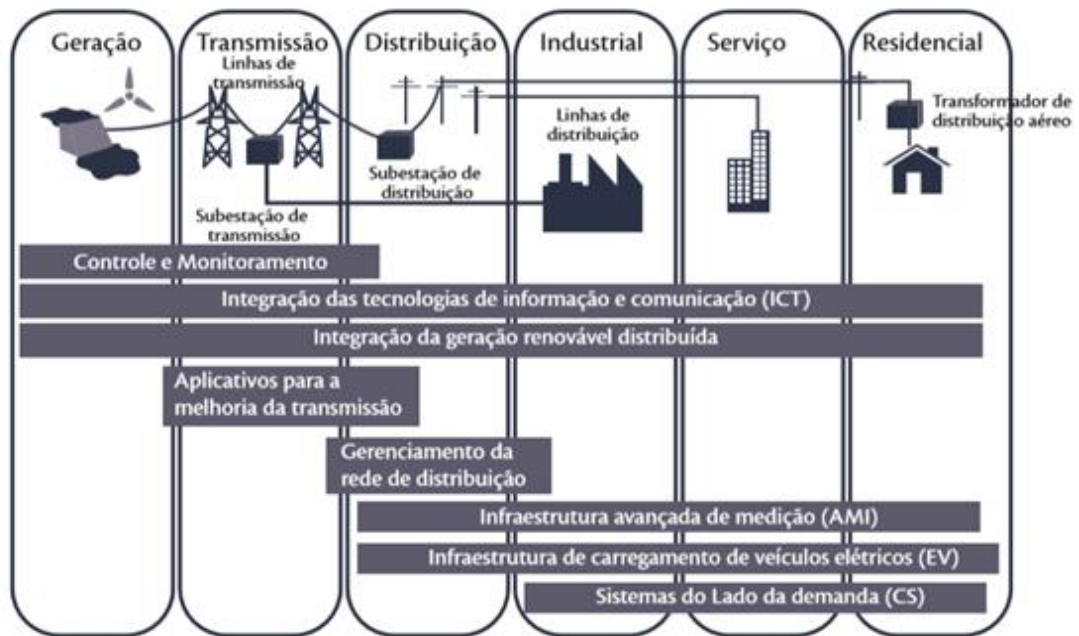 Geração
Transmissão
Distribuição
Industrial
Serviço
Residencial
Linhas de
transmissão
Linhas de
distribuição
Transformador de
distribuição aéreo
Subestação de
distribuição
Subestação de
transmissão
Controle e Monitoramento
Integração das tecnologias de informação e comunicação (ICT)
Integração da geração renovável distribuída
Aplicativos para a
melhoria da transmissão
Gerenciamento da
rede de distribuição
Infraestrutura avançada de medição (AMI)
Infraestrutura de carregamento de veículos elétricos (EV)
Sistemas do Lado da demanda (CS)